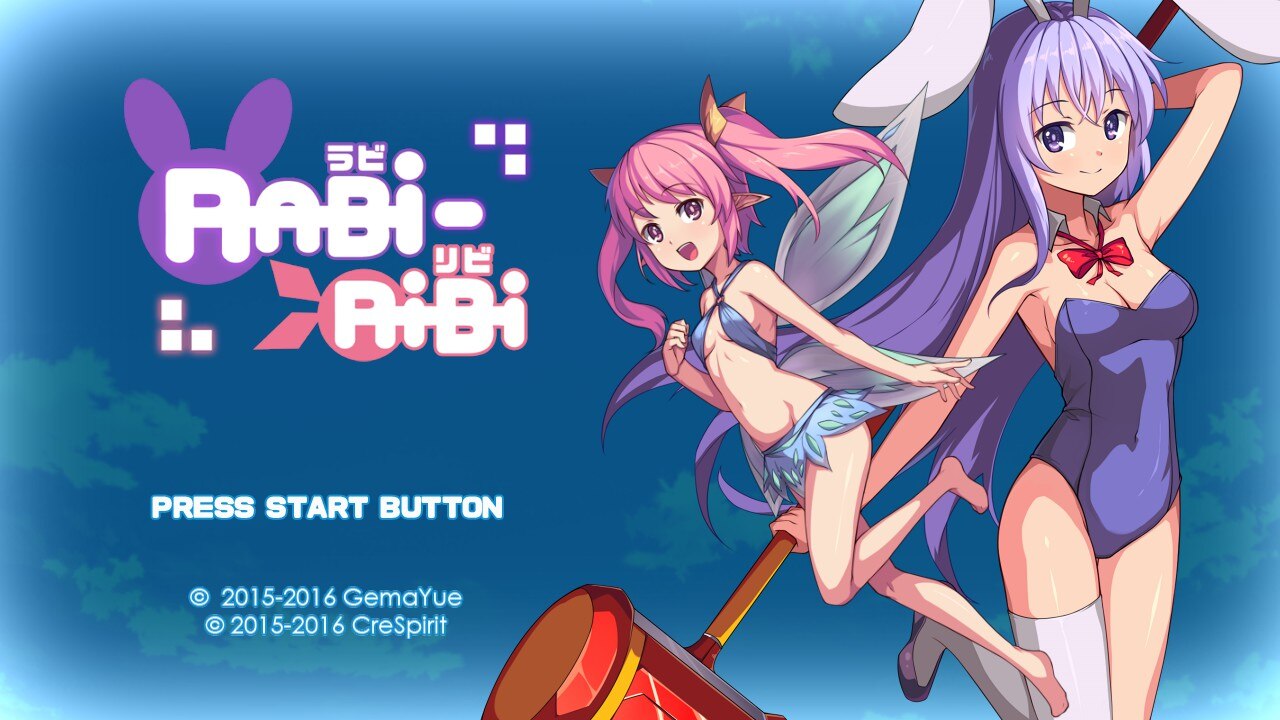 ラビ
RABi-
リビ
RiBi
PRESS START BUTTON
© 2015-2016 GemaYue
© 2015-2016 CreSpirit